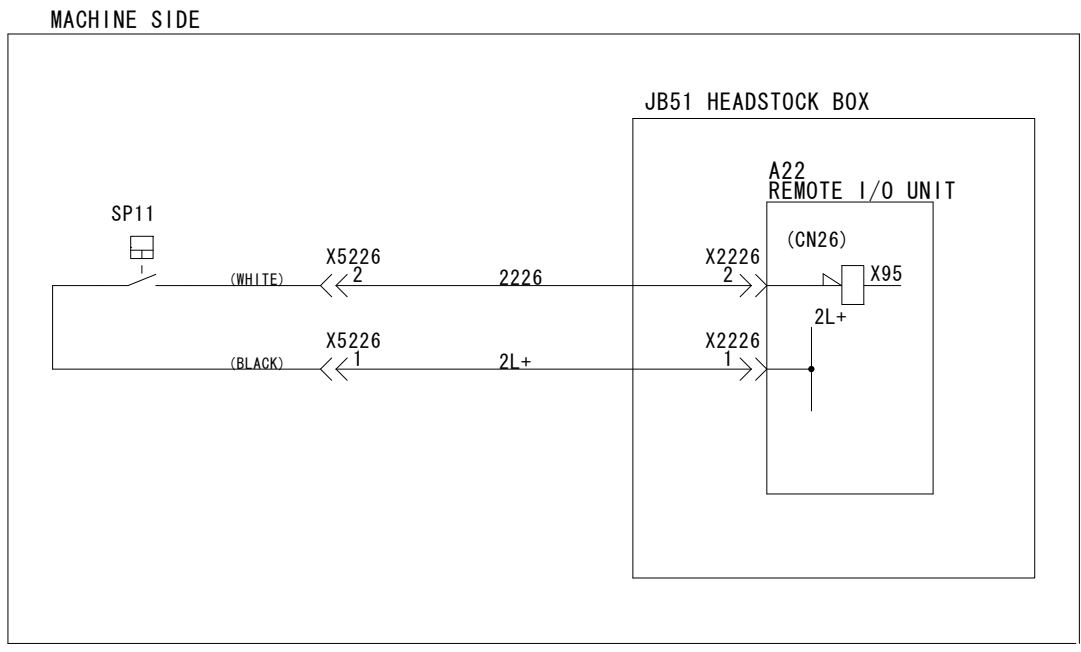 MACHINE SIDE
JB51 HEADSTOCK BOX
A22
REMOTE I/O UNIT
SP11
(CN26)
X5226
X2226
(WHITE)
2
2226
2
X95
2L+
X5226
X2226
(BLACK)
1
2L+
1